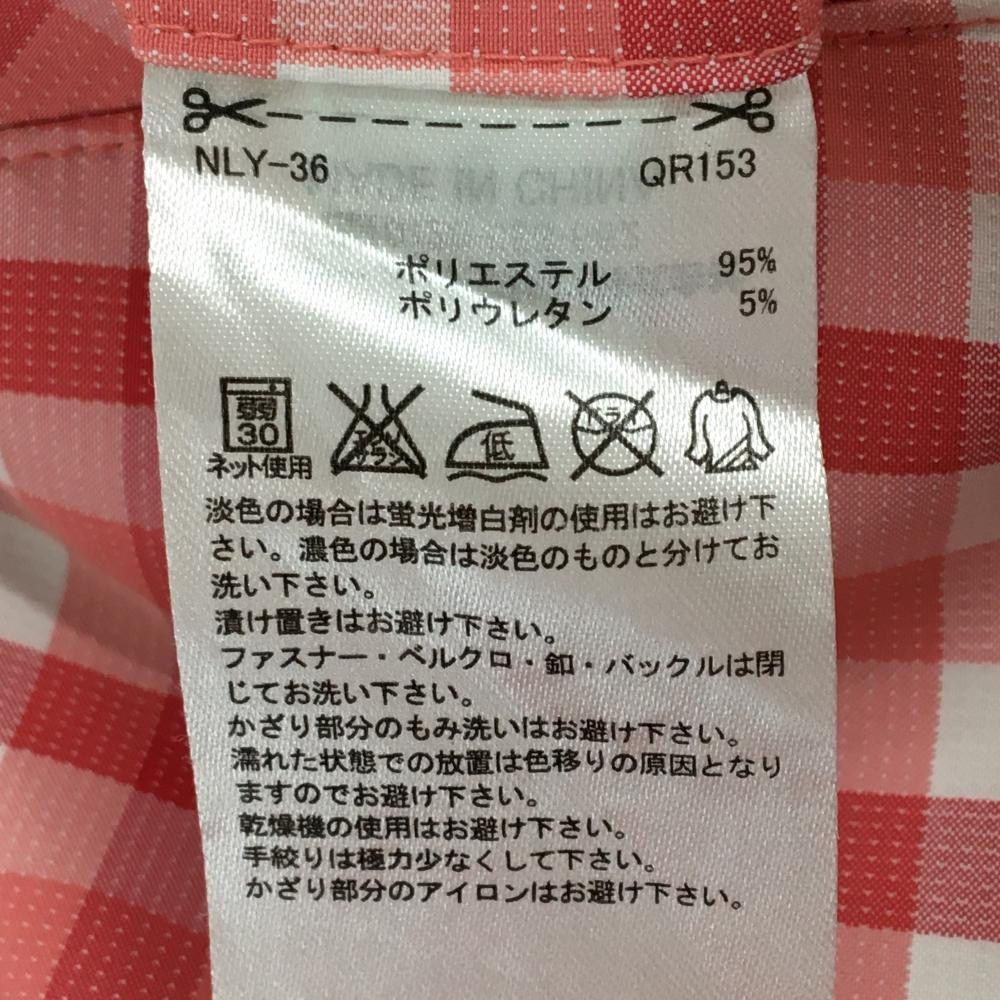 NLY-36 QR153
ポリエステル 95%
ポリウレタン 5%
弱
30
ネット使用
エンソ
サラシ
低
ドライ
淡色の場合は蛍光増白剤の使用はお避け下
さい。濃色の場合は淡色のものと分けてお
洗い下さい。
漬け置きはお避け下さい。
ファスナー・ベルクロ・釦・バックルは閉
じてお洗い下さい。
かざり部分のもみ洗いはお避け下さい。
濡れた状態での放置は色移りの原因となり
ますのでお避け下さい。
乾燥機の使用はお避け下さい。
手絞りは極力少なくして下さい。
かざり部分のアイロンはお避け下さい。